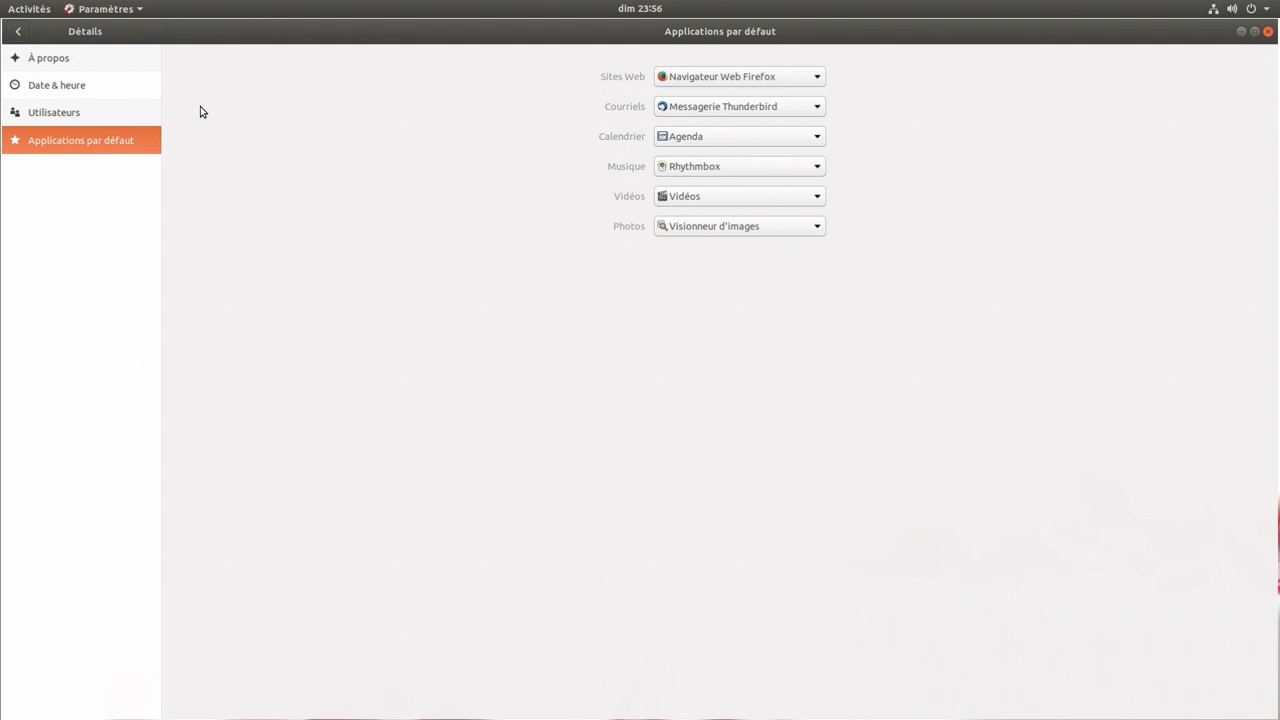 Activités Paramètres dim 23:56
Détails Applications par défaut
À propos
Date & heure
Utilisateurs
Applications par défaut
Sites Web Navigateur Web Firefox
Courriels Messagerie Thunderbird
Calendrier Agenda
Musique Rhythmbox
Vidéos Vidéos
Photos Visionneur d'images